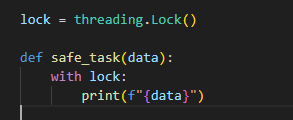 lock = threading.Lock()
def safe_task(data):
    with lock:
        print(f"{data}")